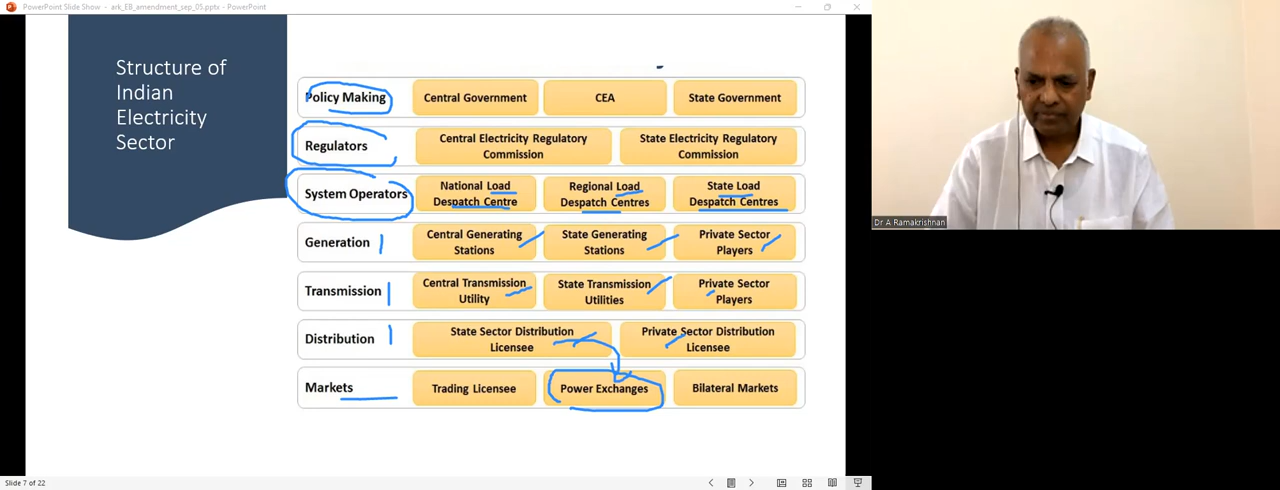 PowerPoint Slide Show - ark_EB_amendment_sep_05.pptx - PowerPoint
Structure of
Indian
Electricity
Sector
Policy Making
Central Government
CEA
State Government
Regulators
Central Electricity Regulatory
Commission
State Electricity Regulatory
Commission
System Operators
National Load
Despatch Centre
Regional Load
Despatch Centres
State Load
Despatch Centres
Generation
Central Generating
Stations
State Generating
Stations
Private Sector
Players
Transmission
Central Transmission
Utility
State Transmission
Utilities
Private Sector
Players
Distribution
State Sector Distribution
Licensee
Private Sector Distribution
Licensee
Markets
Trading Licensee
Power Exchanges
Bilateral Markets
Dr A Ramakrishnan
Slide 7 of 22